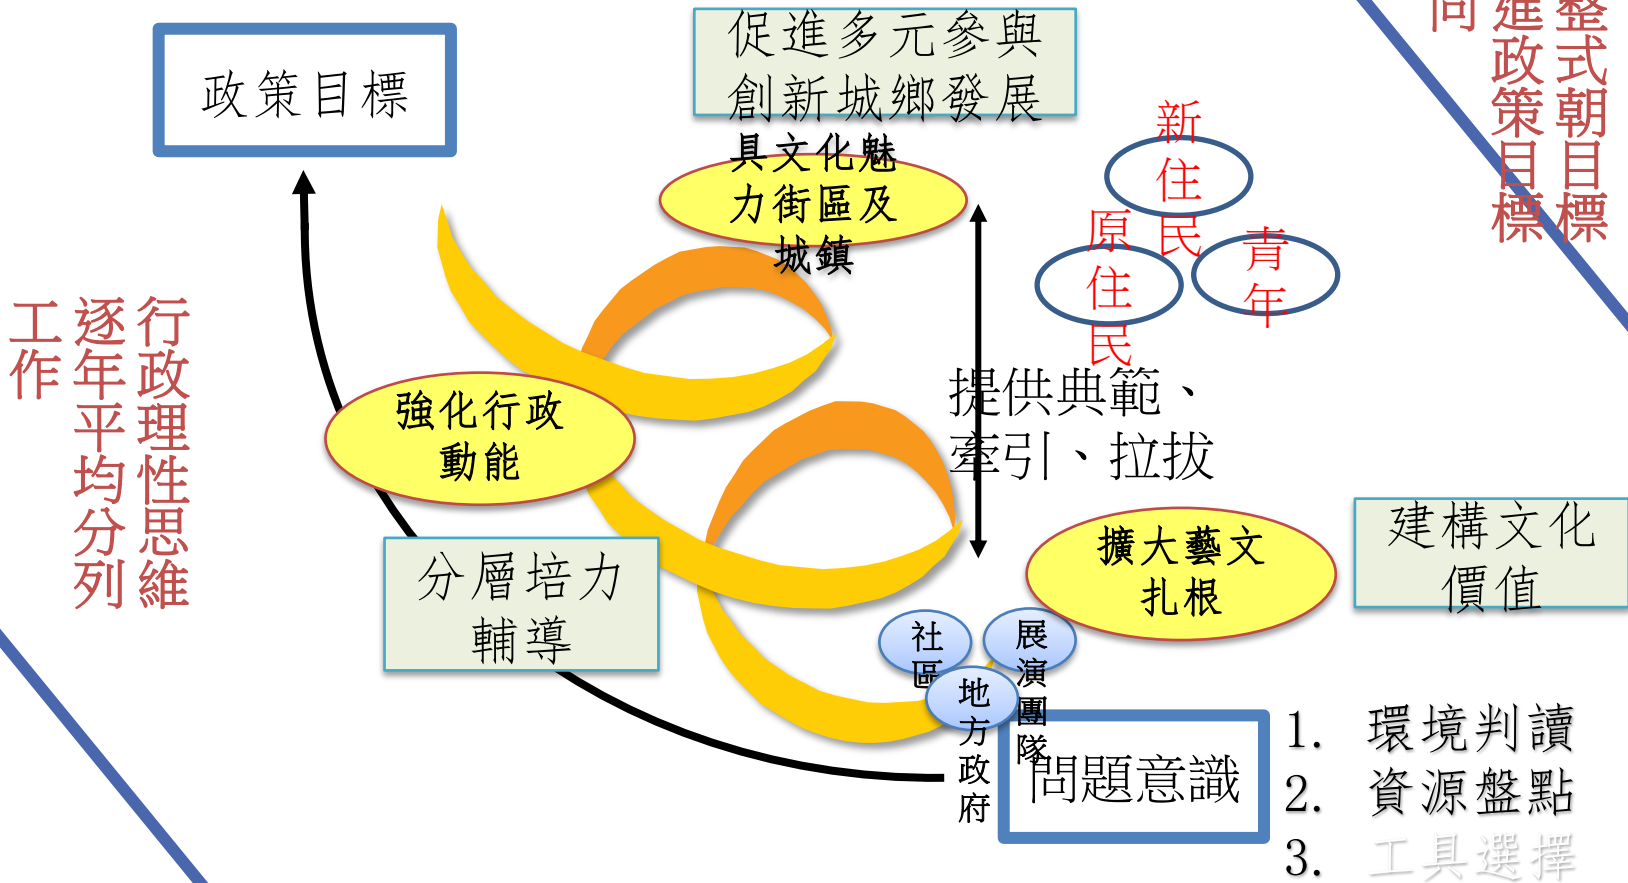 政策目標
促進多元參與
創新城鄉發展
具文化魅
力街區及
城鎮
新住民
原住民
青年
整式朝目標
進政策目標
向
行政理性思維
逐年平均分列
工作
強化行政
動能
提供典範、
牽引、拉拔
擴大藝文
扎根
建構文化
價值
分層培力
輔導
社區
展演團隊
地方政府
問題意識
1. 環境判讀
2. 資源盤點
3. 工具選擇